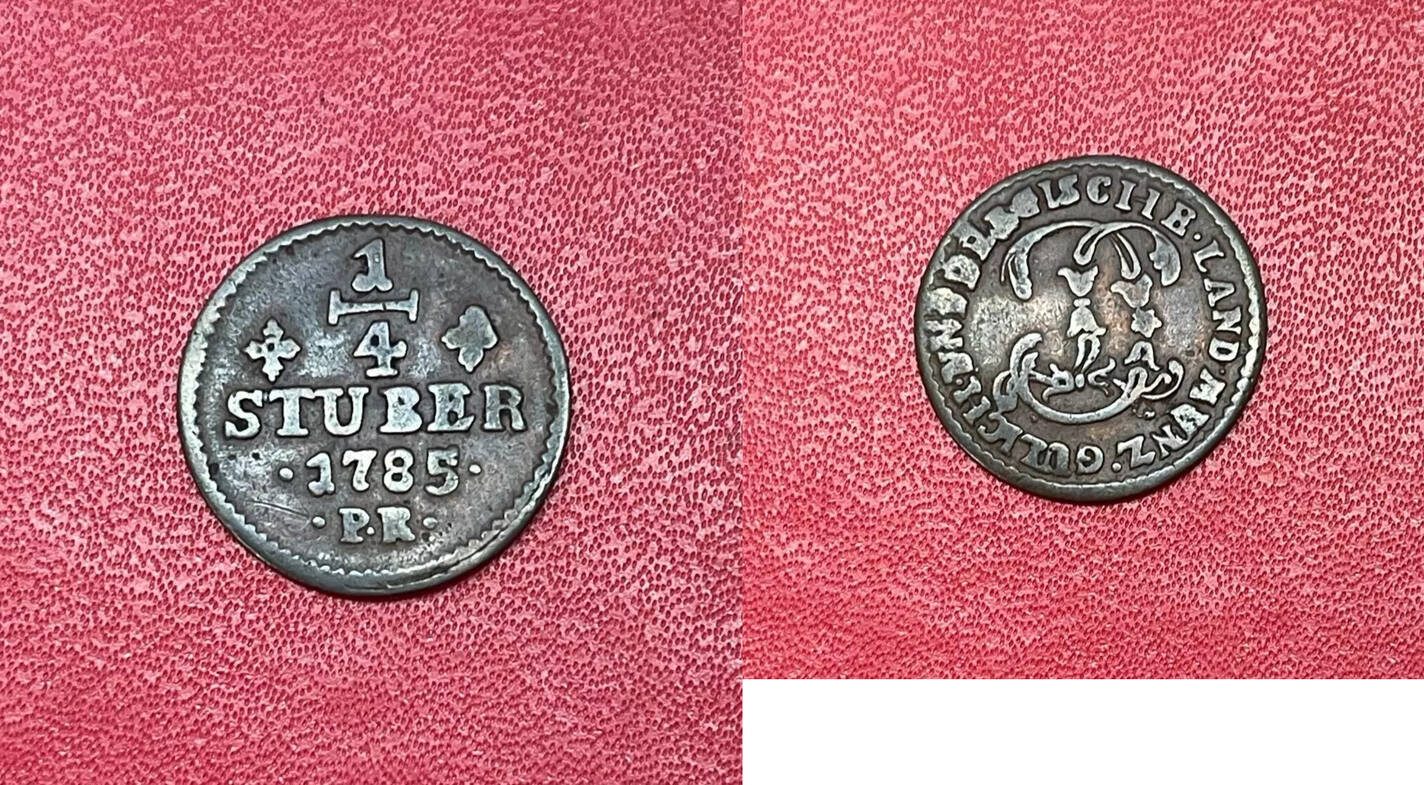 1
4
STUBER
·1785·
·P·R·
GULICH·UND·BERGISCHE·LAND·MUNZ·